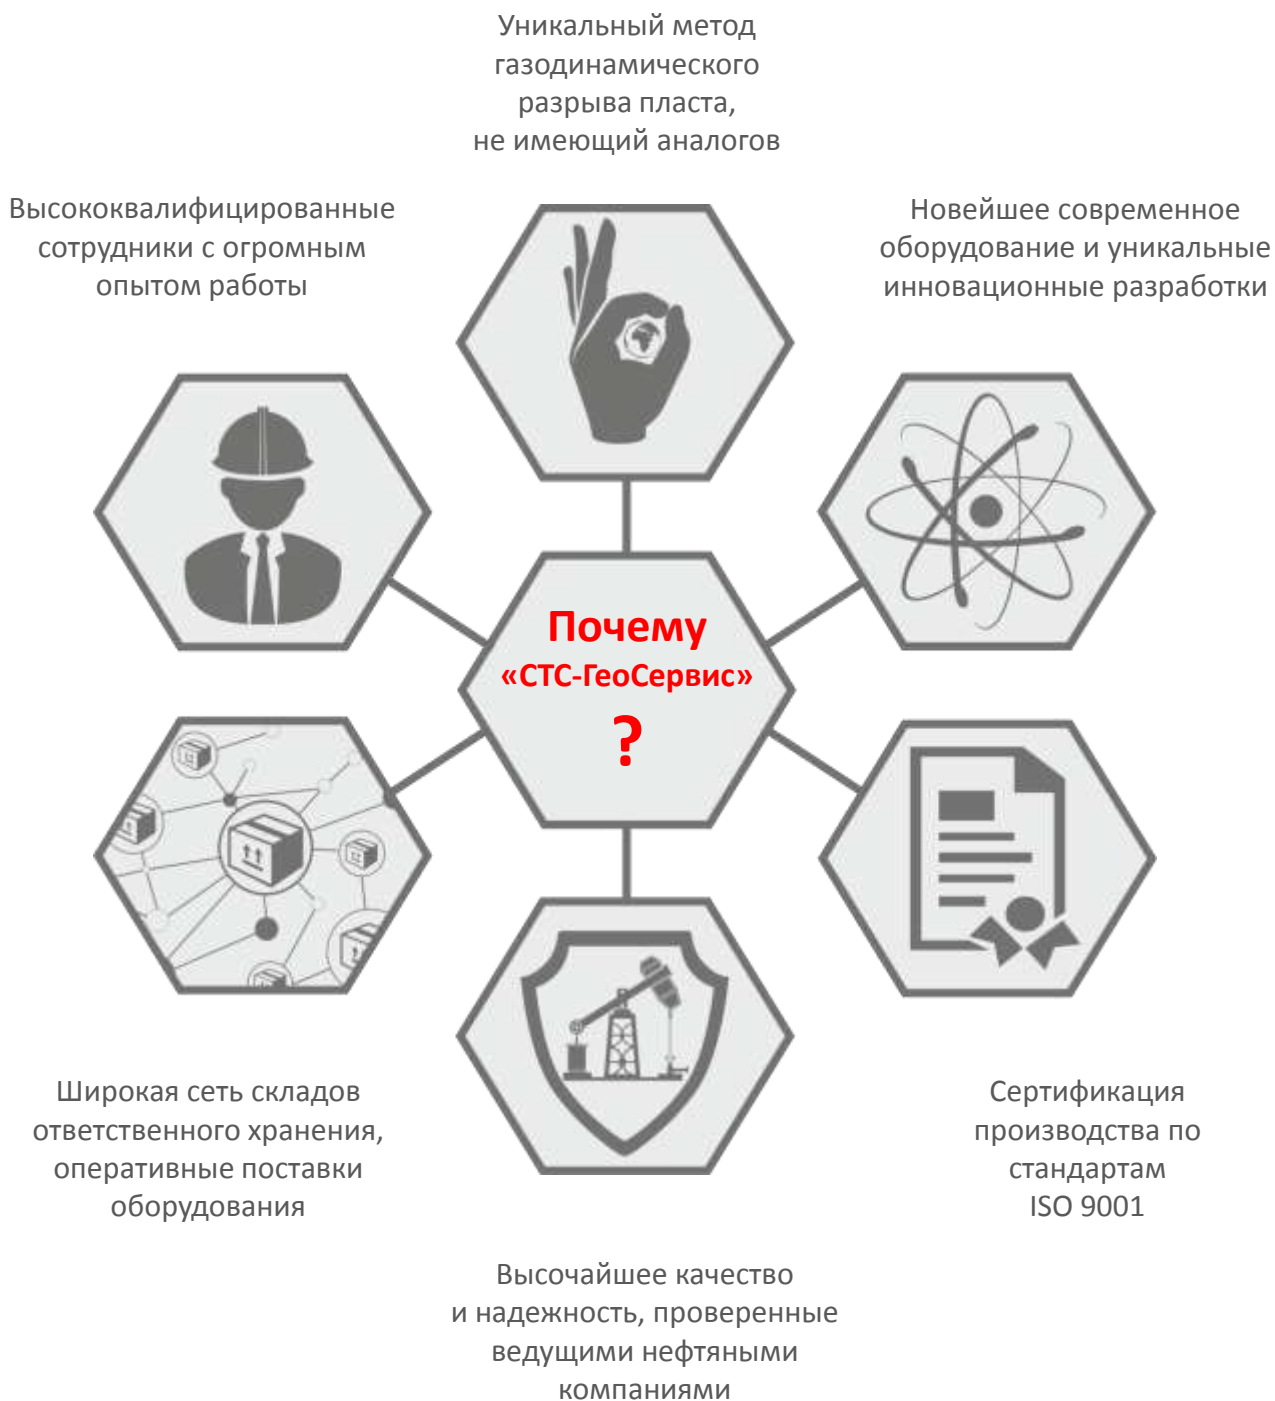 Уникальный метод
газодинамического
разрыва пласта,
не имеющий аналогов
Высококвалифицированные
сотрудники с огромным
опытом работы
Новейшее современное
оборудование и уникальные
инновационные разработки
Почему
«СТС-ГеоСервис»
?
Широкая сеть складов
ответственного хранения,
оперативные поставки
оборудования
Сертификация
производства по
стандартам
ISO 9001
Высочайшее качество
и надежность, проверенные
ведущими нефтяными
компаниями